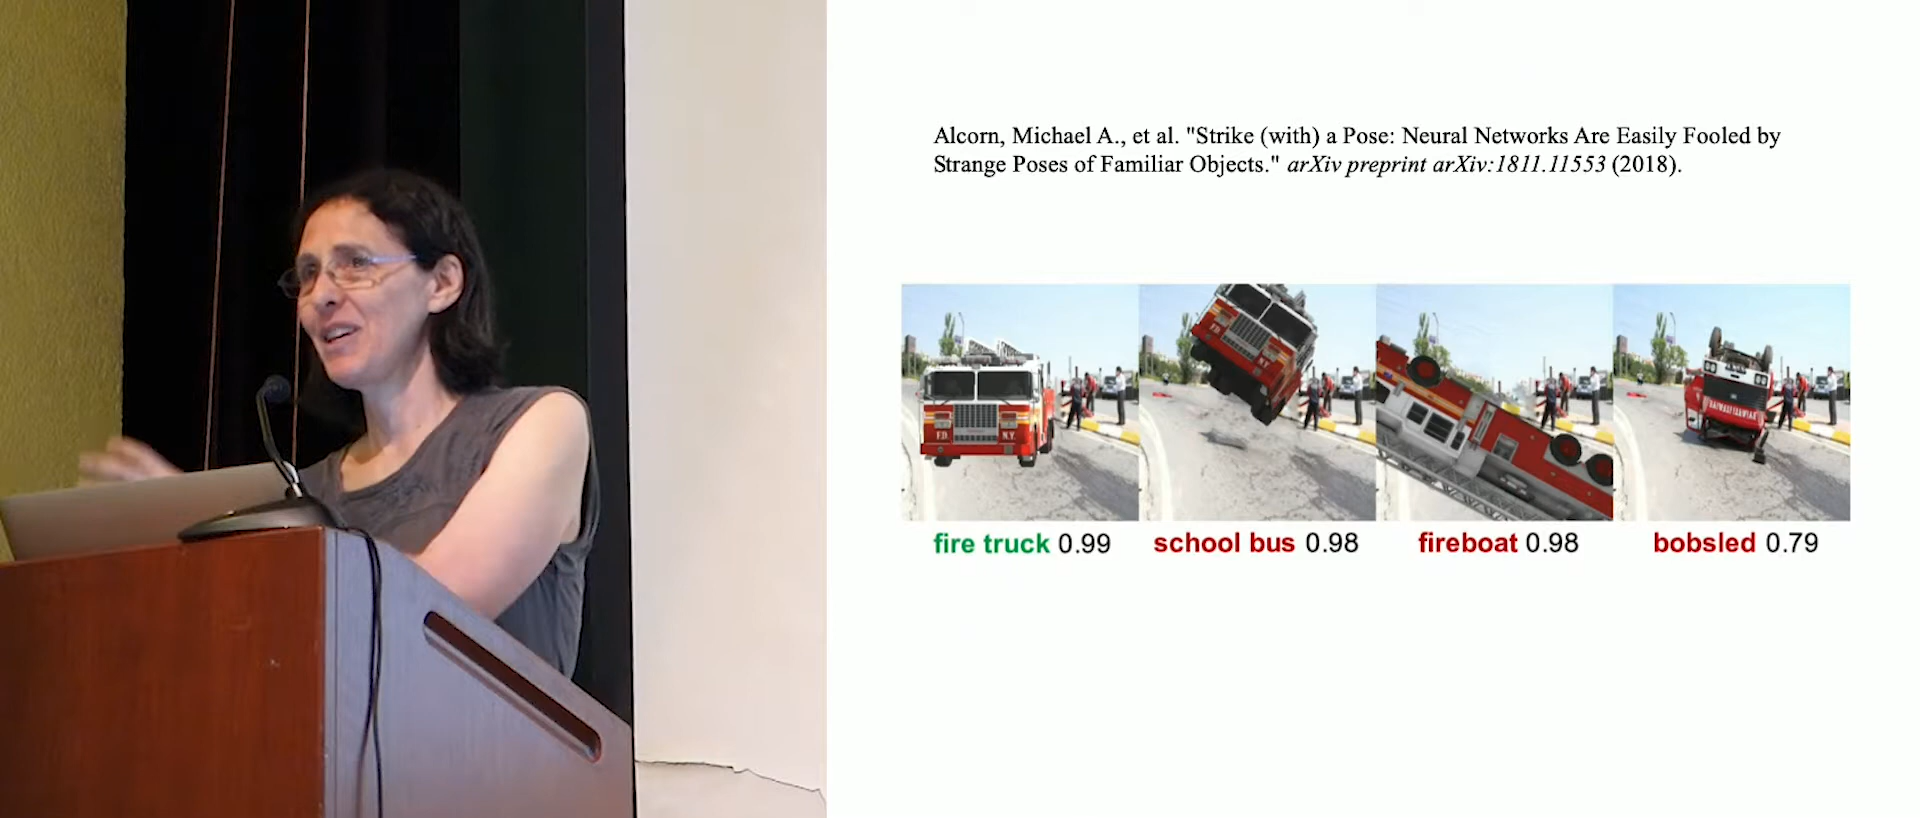 Alcorn, Michael A., et al. "Strike (with) a Pose: Neural Networks Are Easily Fooled by
Strange Poses of Familiar Objects." arXiv preprint arXiv:1811.11553 (2018).
F.D. N.Y.
F.D. N.Y.
fire truck 0.99
school bus 0.98
fireboat 0.98
bobsled 0.79